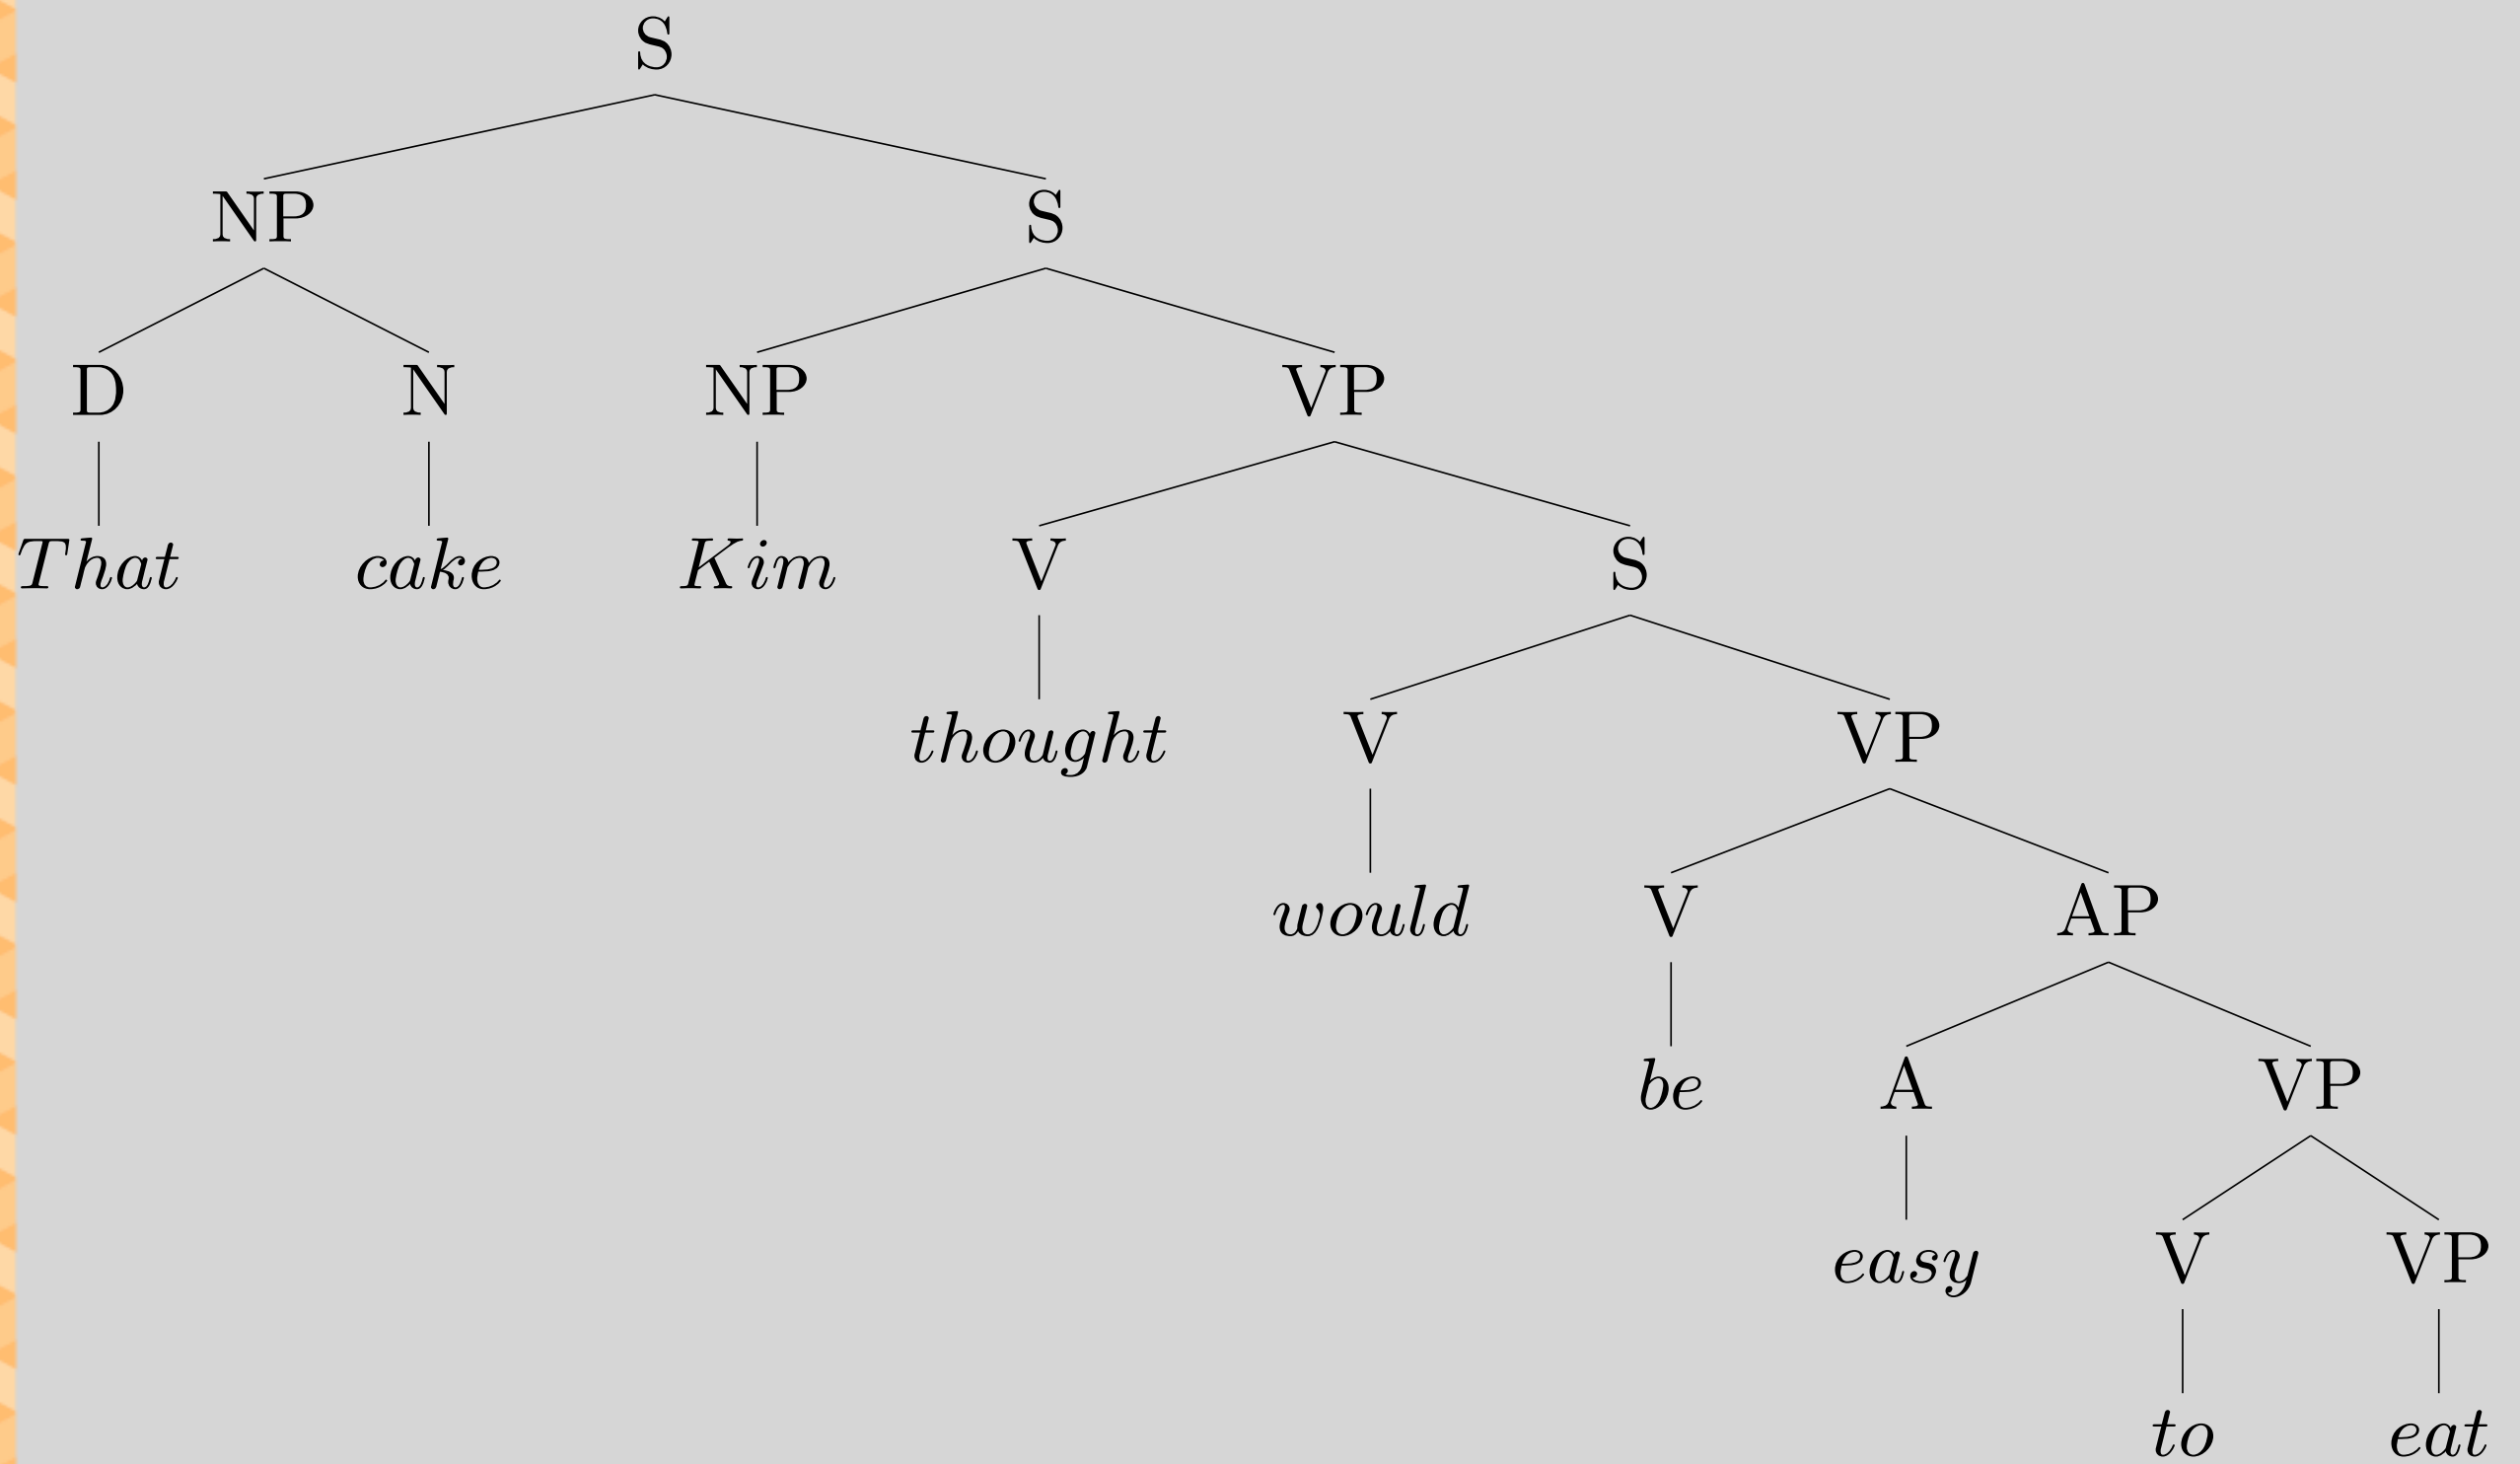 S
NP S
D N NP VP
That cake Kim V S
thought V VP
would V AP
be A VP
easy V VP
to eat